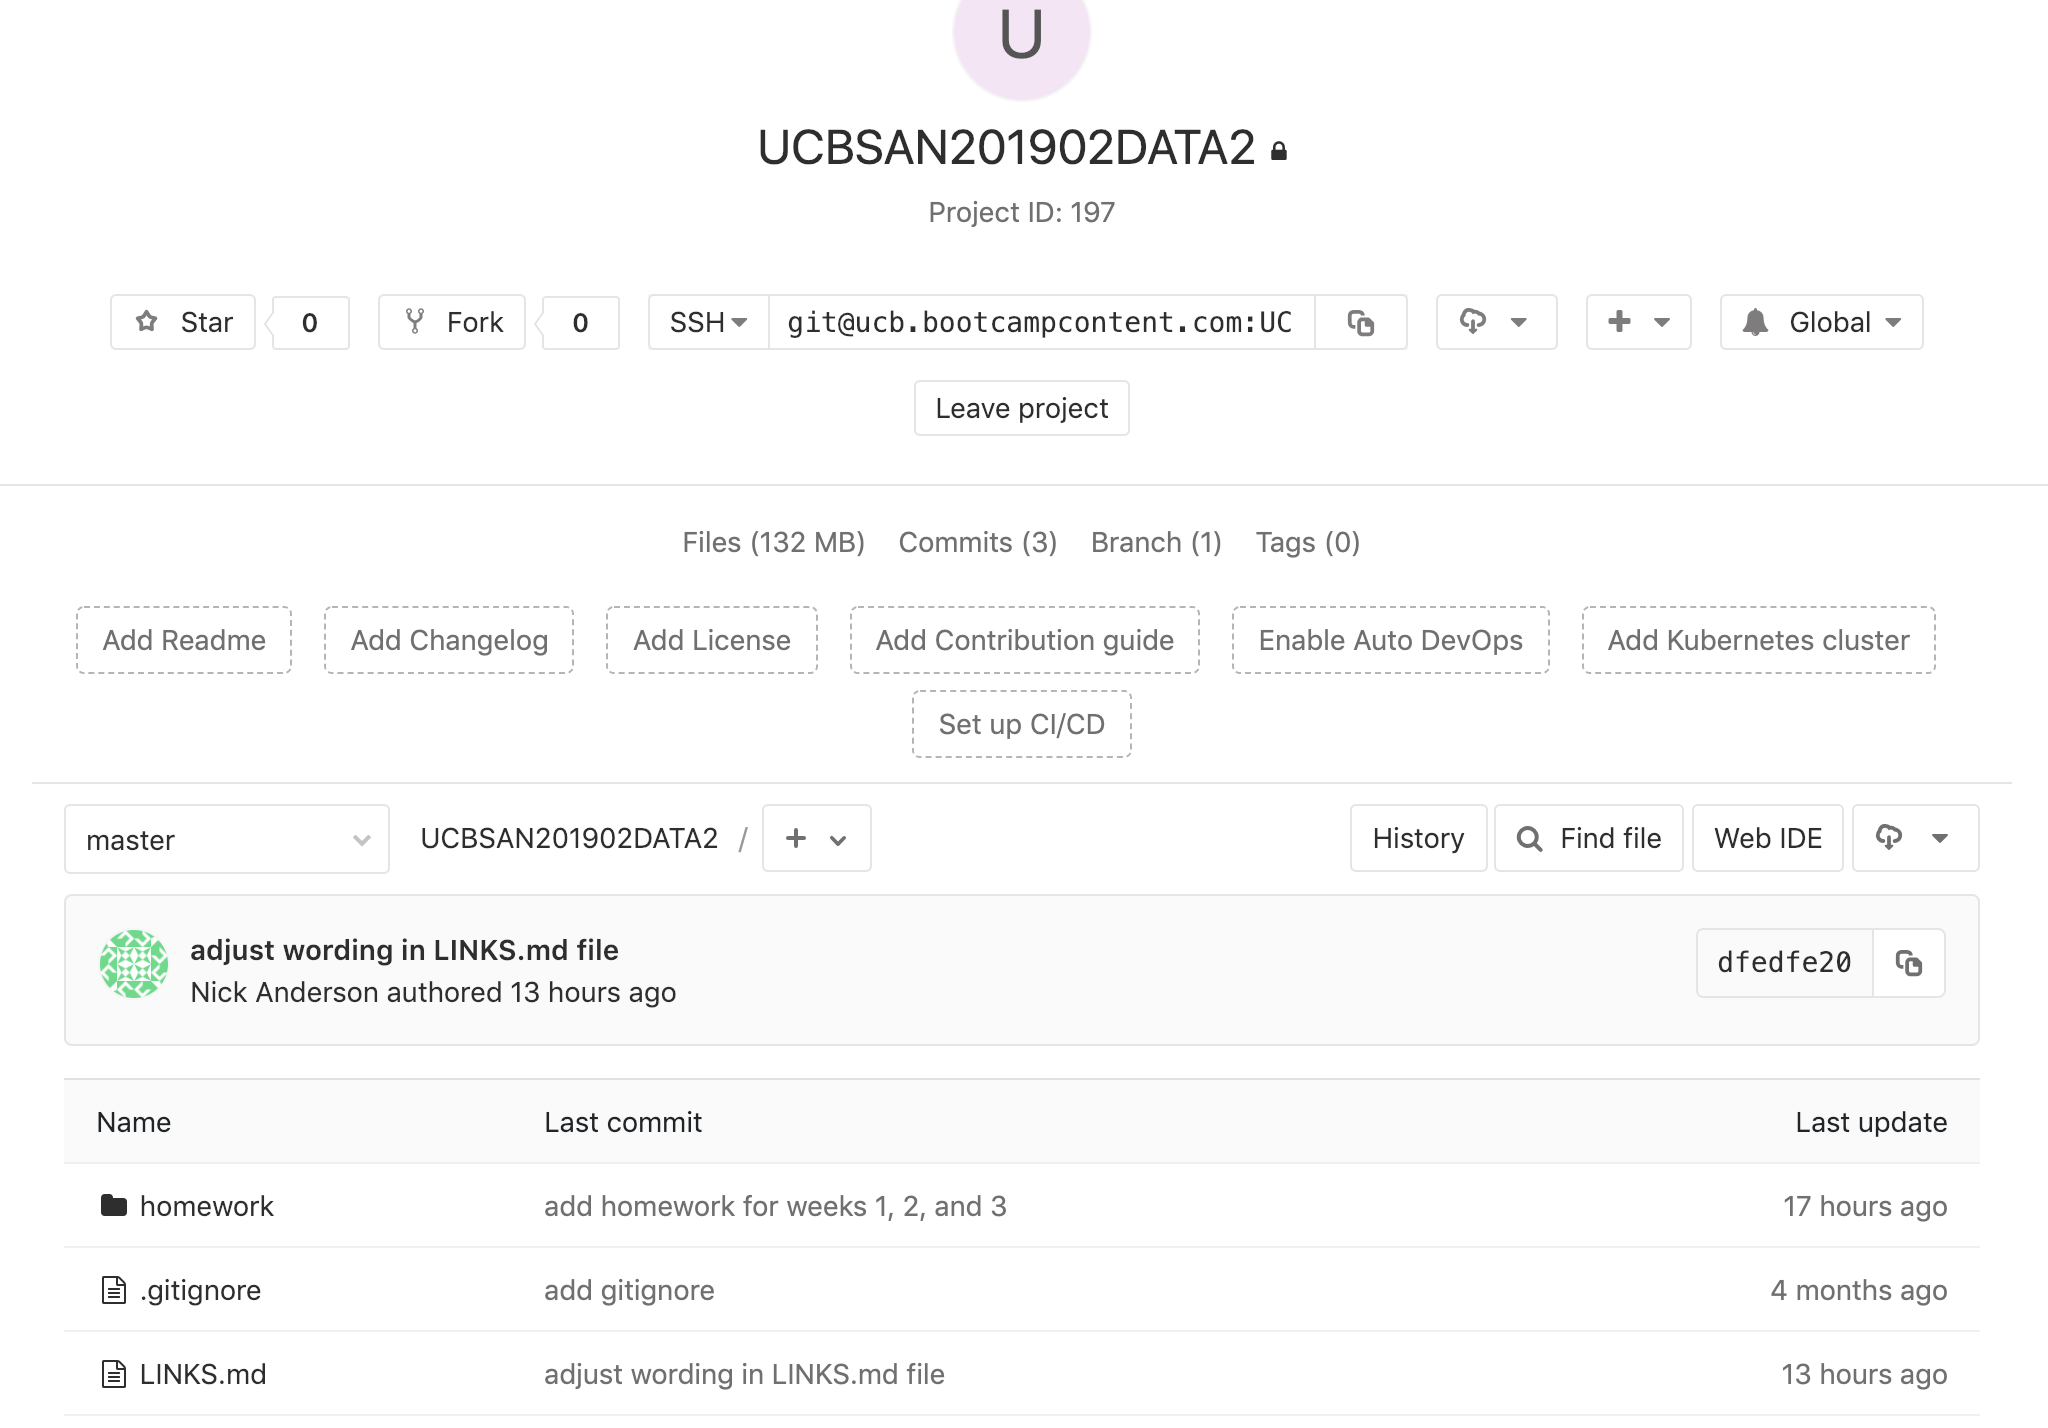 U
UCBSAN201902DATA2
Project ID: 197
Star 0 Fork 0 SSH git@ucb.bootcampcontent.com:UC Global
Leave project
Files (132 MB) Commits (3) Branch (1) Tags (0)
Add Readme Add Changelog Add License Add Contribution guide Enable Auto DevOps Add Kubernetes cluster
Set up CI/CD
master UCBSAN201902DATA2 / + History Find file Web IDE
adjust wording in LINKS.md file
Nick Anderson authored 13 hours ago
dfedfe20
Name Last commit Last update
homework add homework for weeks 1, 2, and 3 17 hours ago
.gitignore add gitignore 4 months ago
LINKS.md adjust wording in LINKS.md file 13 hours ago